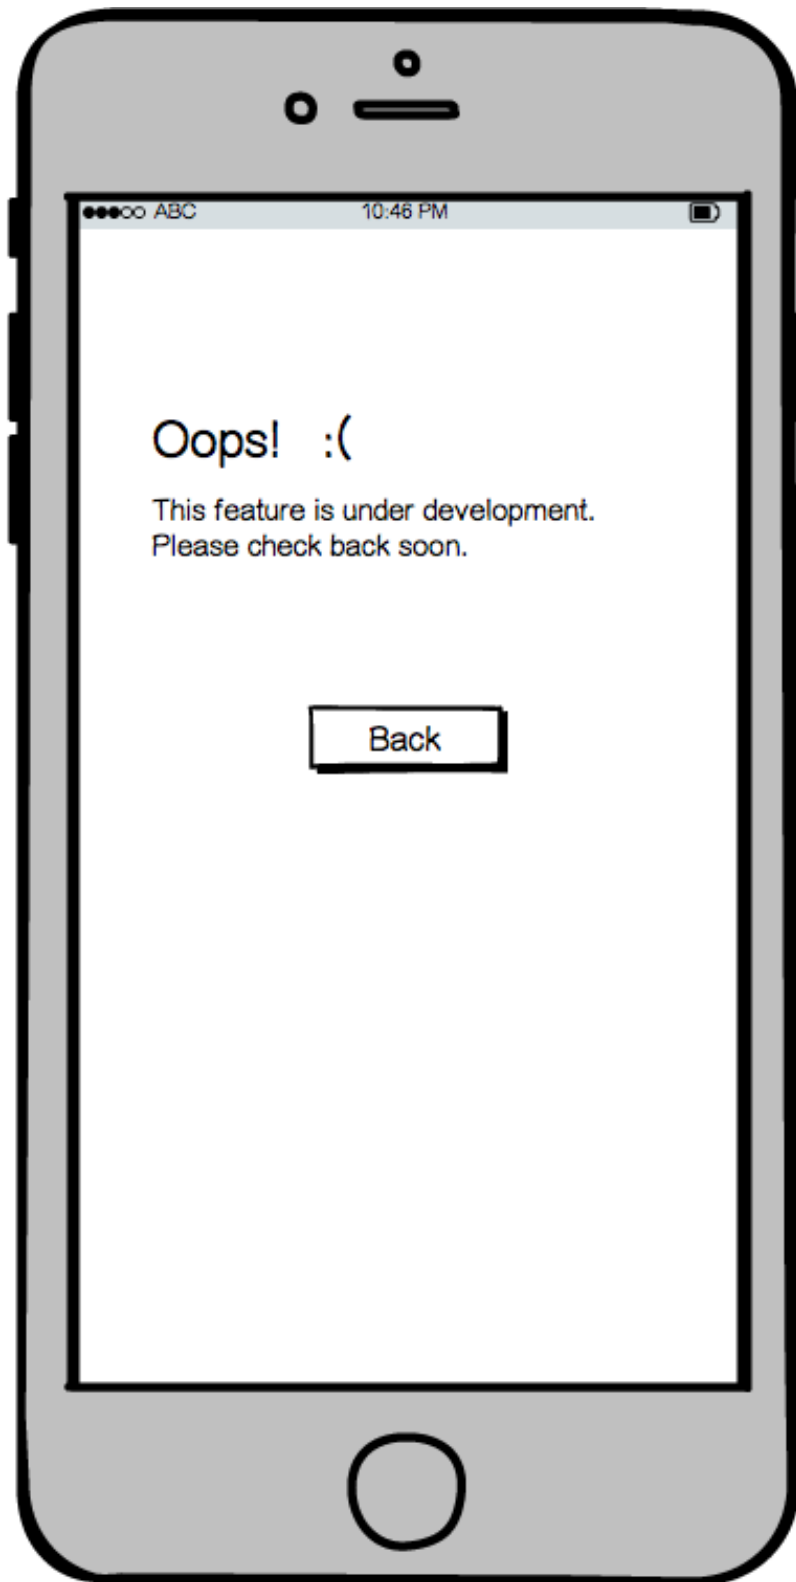 ABC 10:46 PM
Oops! :(
This feature is under development.
Please check back soon.
Back